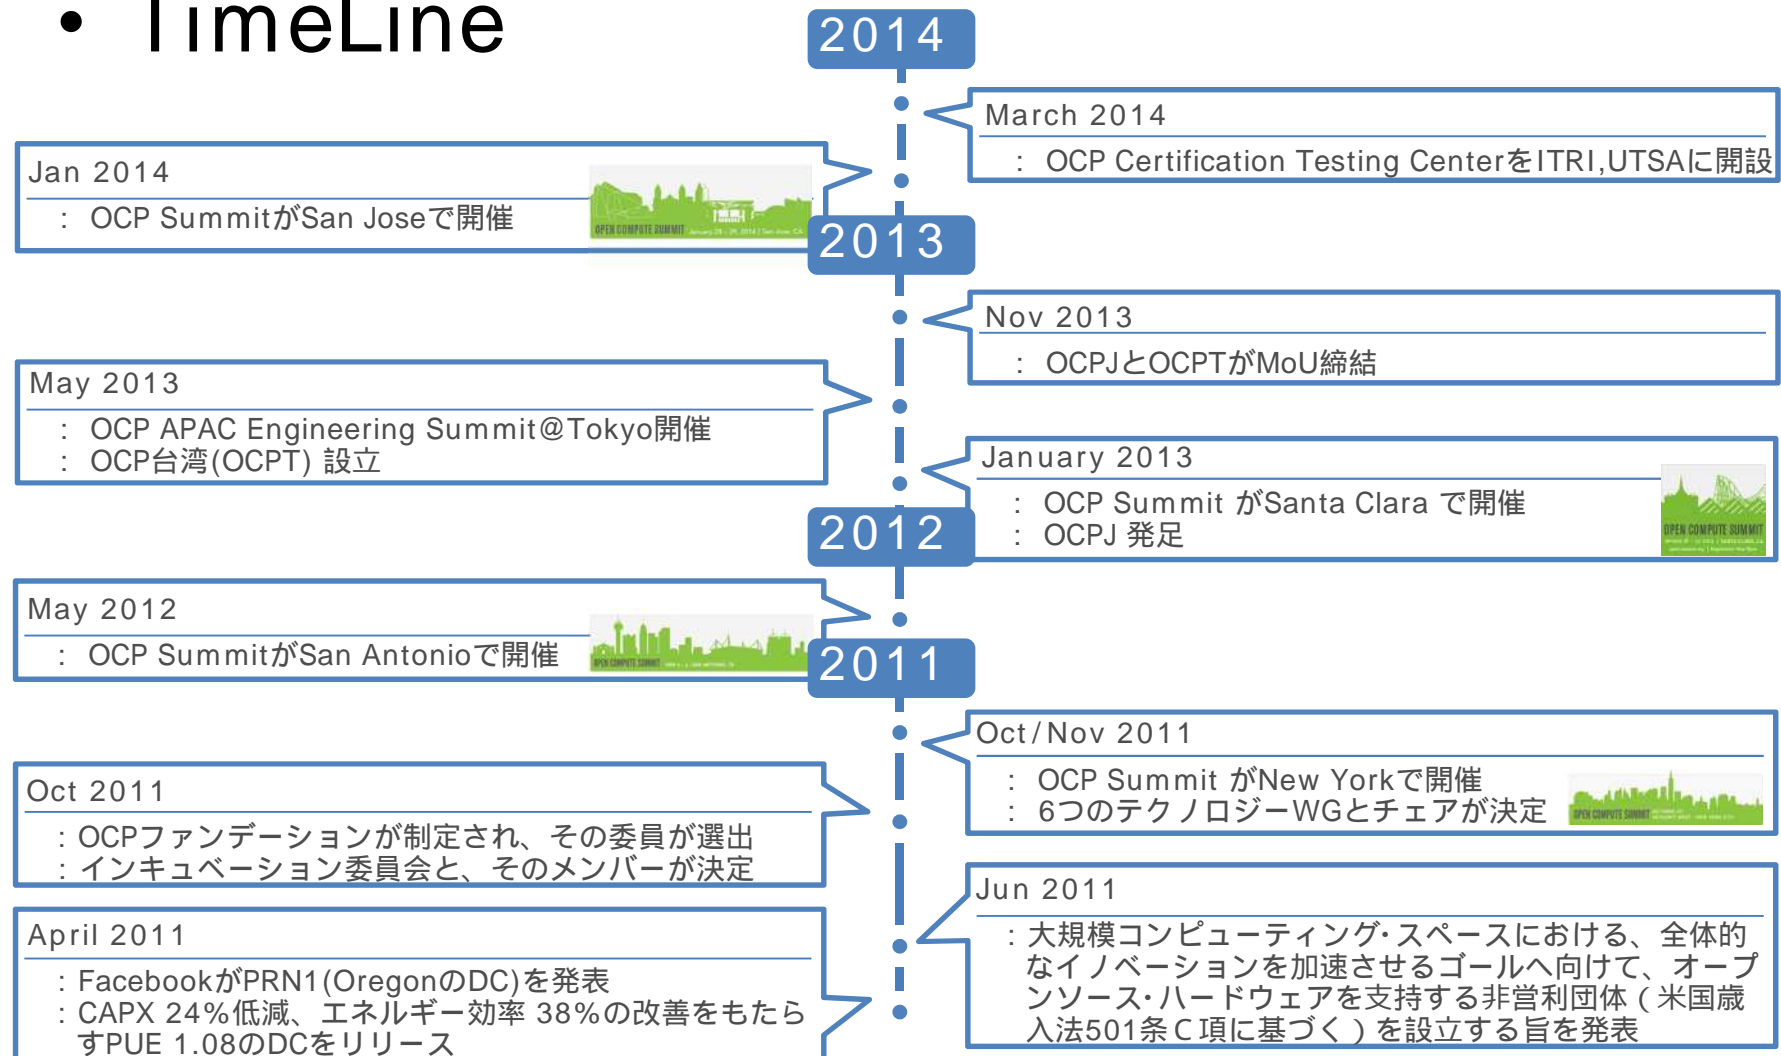 • TimeLine
2014
March 2014
: OCP Certification Testing CenterをITRI,UTSAに開設
Jan 2014
: OCP SummitがSan Joseで開催
OPEN COMPUTE SUMMIT January 28 - 29, 2014 | San Jose, CA
2013
Nov 2013
: OCPJとOCPTがMoU締結
May 2013
: OCP APAC Engineering Summit@Tokyo開催
: OCP台湾(OCPT) 設立
January 2013
: OCP Summit がSanta Clara で開催
: OCPJ 発足
OPEN COMPUTE SUMMIT
2012
May 2012
: OCP SummitがSan Antonioで開催
OPEN COMPUTE SUMMIT
2011
Oct/Nov 2011
: OCP Summit がNew Yorkで開催
: 6つのテクノロジーWGとチェアが決定
OPEN COMPUTE SUMMIT
Oct 2011
: OCPファンデーションが制定され、その委員が選出
: インキュベーション委員会と、そのメンバーが決定
Jun 2011
: 大規模コンピューティング・スペースにおける、全体的
なイノベーションを加速させるゴールへ向けて、オープ
ンソース・ハードウェアを支持する非営利団体（米国歳
入法501条C項に基づく）を設立する旨を発表
April 2011
: FacebookがPRN1(OregonのDC)を発表
: CAPX 24%低減、エネルギー効率 38%の改善をもたら
すPUE 1.08のDCをリリース